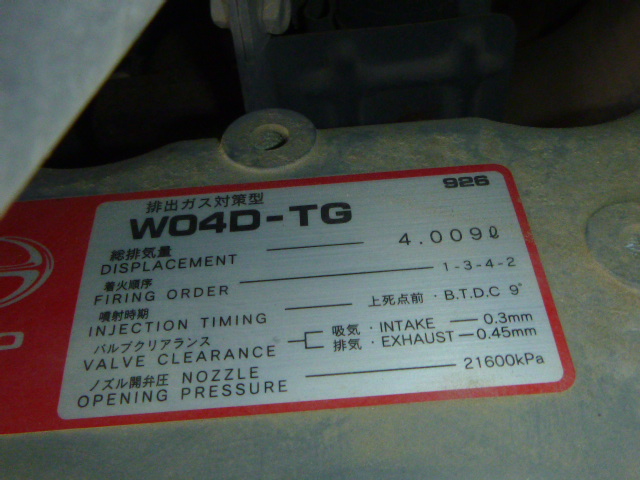 排出ガス対策型 926
WO4D-TG
総排気量
DISPLACEMENT 4.009ℓ
着火順序
FIRING ORDER 1-3-4-2
噴射時期
INJECTION TIMING 上死点前・B.T.D.C 9°
バルブクリアランス 吸気・INTAKE 0.3mm
VALVE CLEARANCE 排気・EXHAUST 0.45mm
ノズル開弁圧 NOZZLE
OPENING PRESSURE 21600kPa